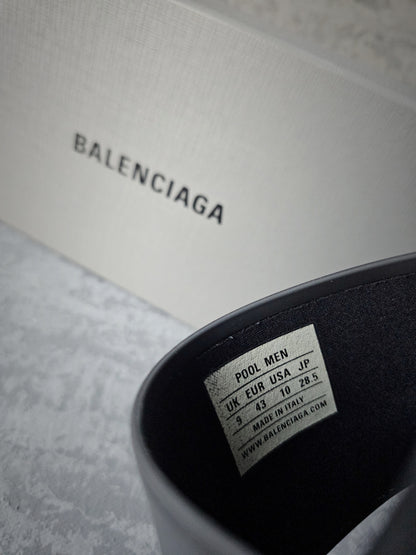 BALENCIAGA
POOL MEN
UK EUR USA JP
9 43 10 28.5
MADE IN ITALY
WWW.BALENCIAGA.COM